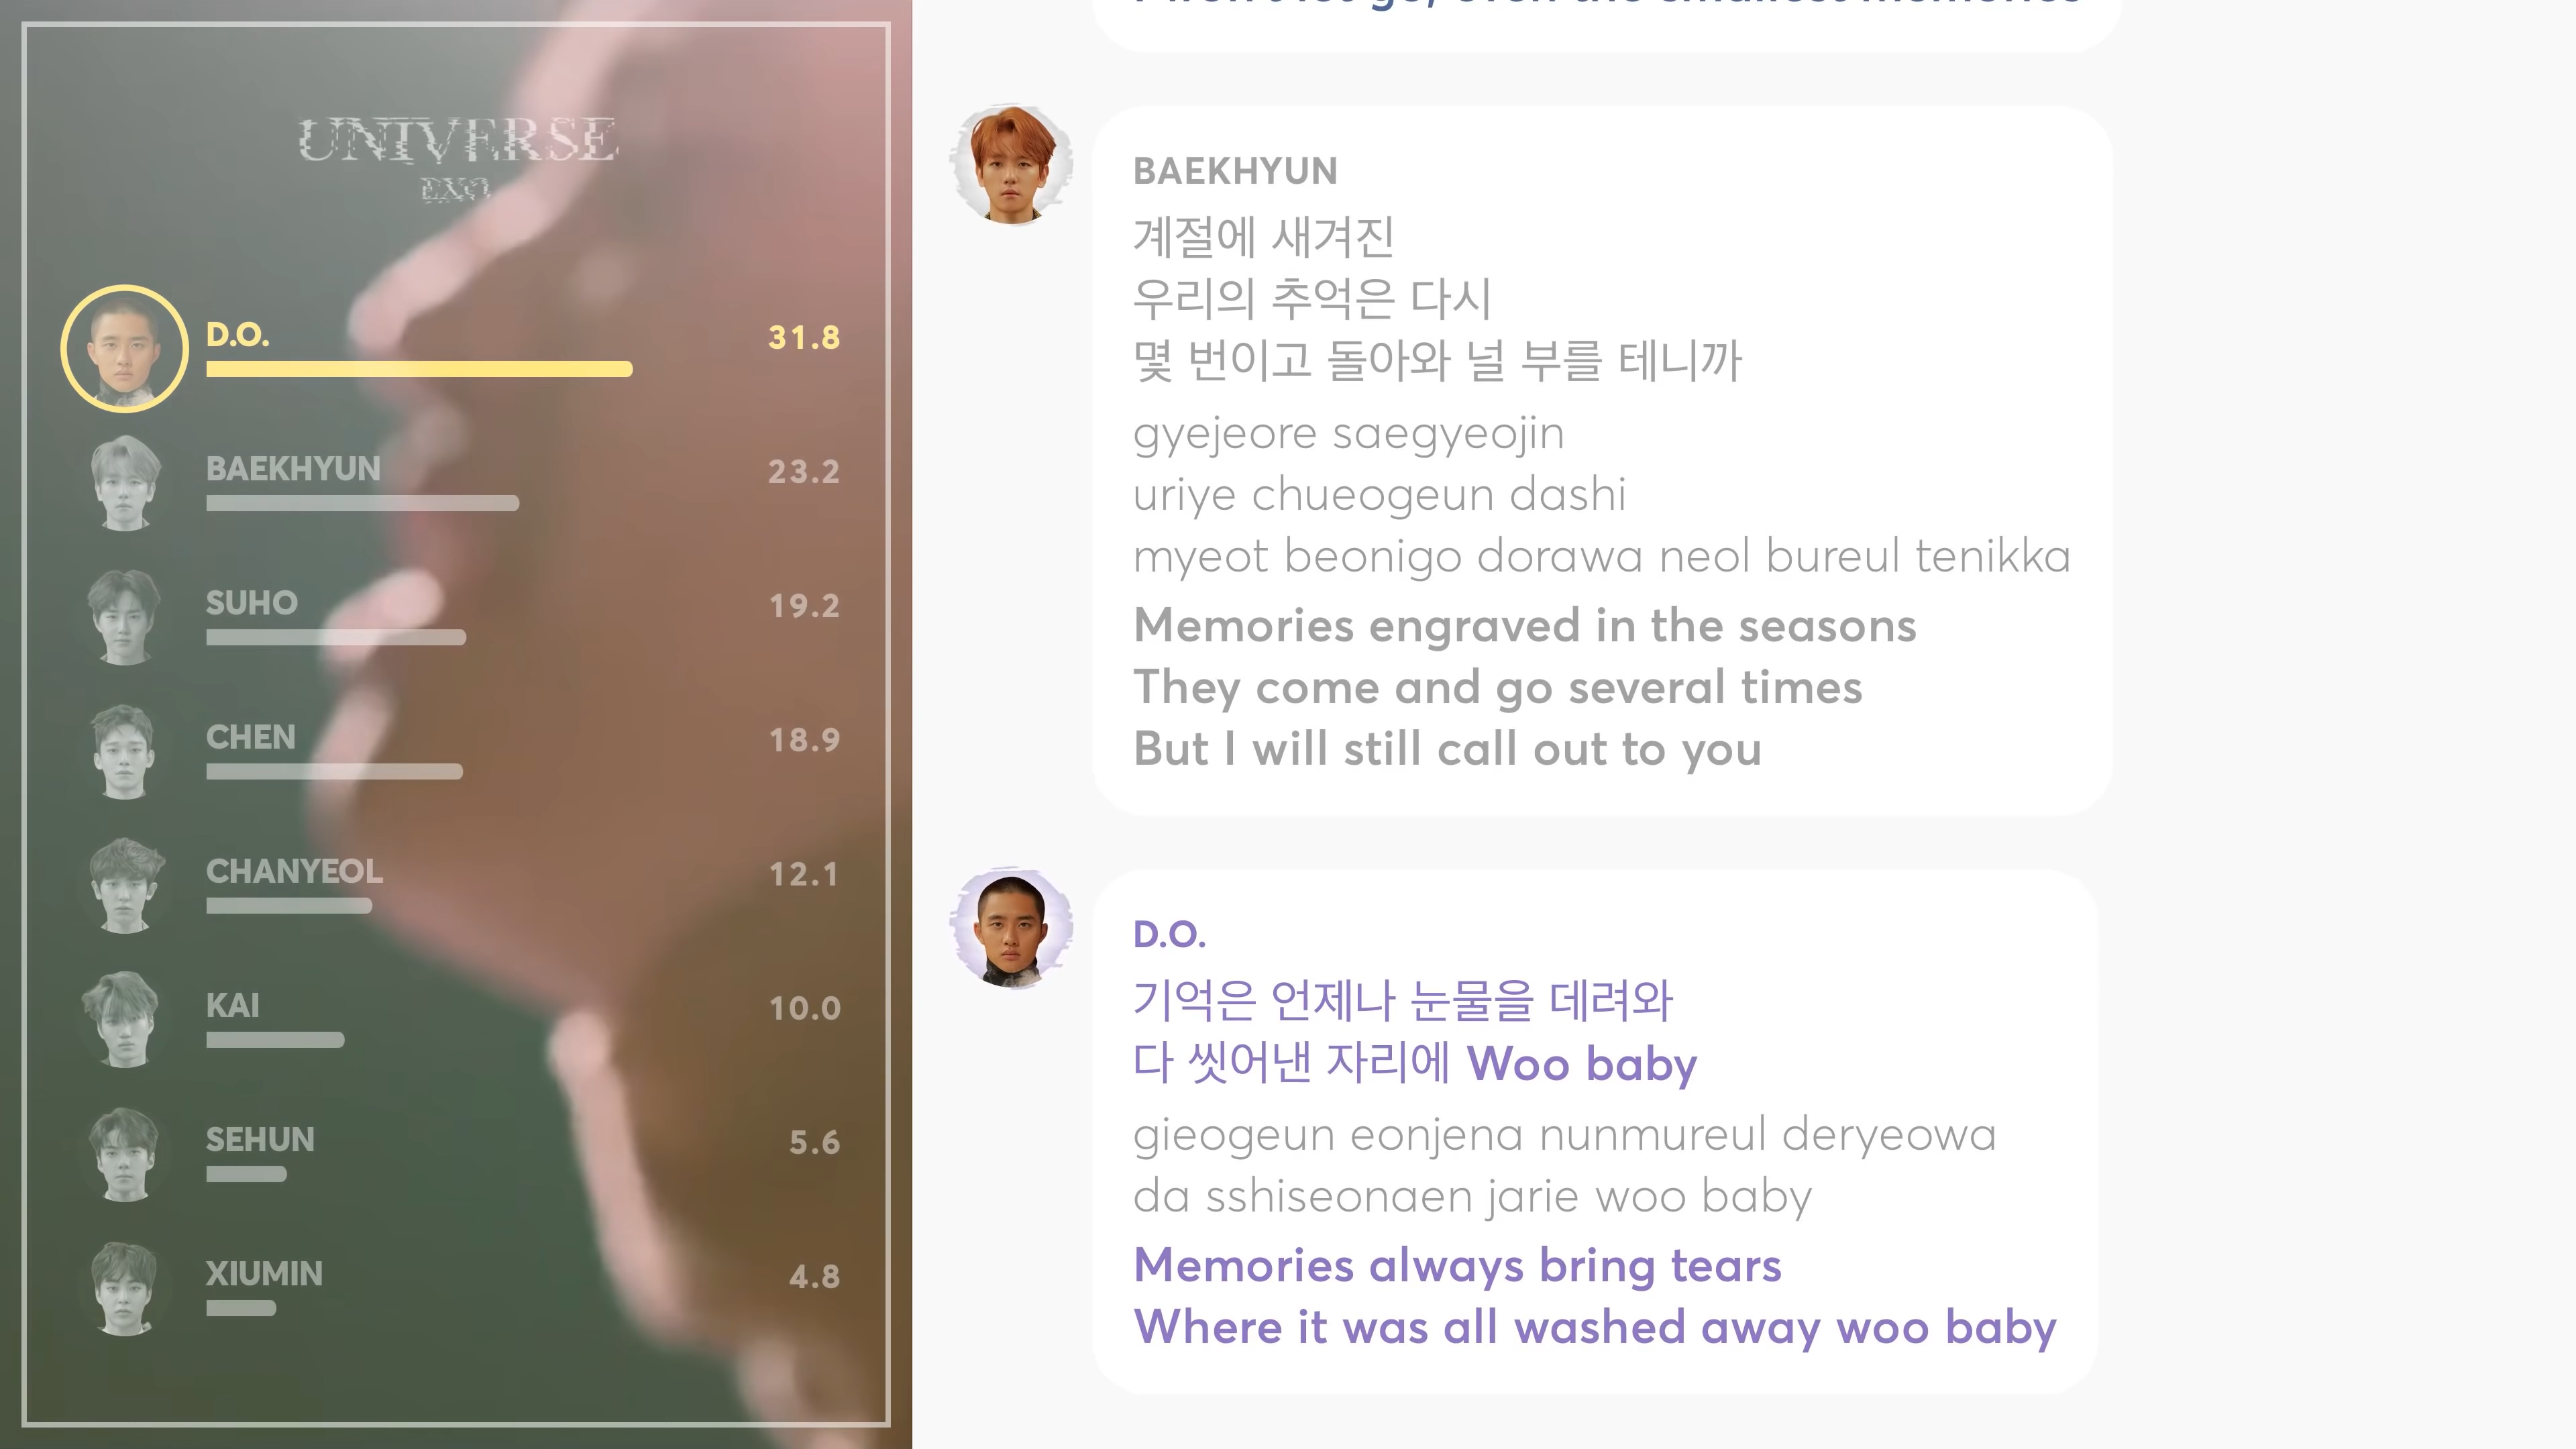 UNIVERSE
EXO
D.O.
31.8
BAEKHYUN
23.2
SUHO
19.2
CHEN
18.9
CHANYEOL
12.1
KAI
10.0
SEHUN
5.6
XIUMIN
4.8
BAEKHYUN
계절에 새겨진
우리의 추억은 다시
몇 번이고 돌아와 널 부를 테니까
gyejeore saegyeojin
uriye chueogeun dashi
myeot beonigo dorawa neol bureul tenikka
Memories engraved in the seasons
They come and go several times
But I will still call out to you
D.O.
기억은 언제나 눈물을 데려와
다 씻어낸 자리에 Woo baby
gieogeun eonjena nunmureul deryeowa
da sshiseonaen jarie woo baby
Memories always bring tears
Where it was all washed away woo baby